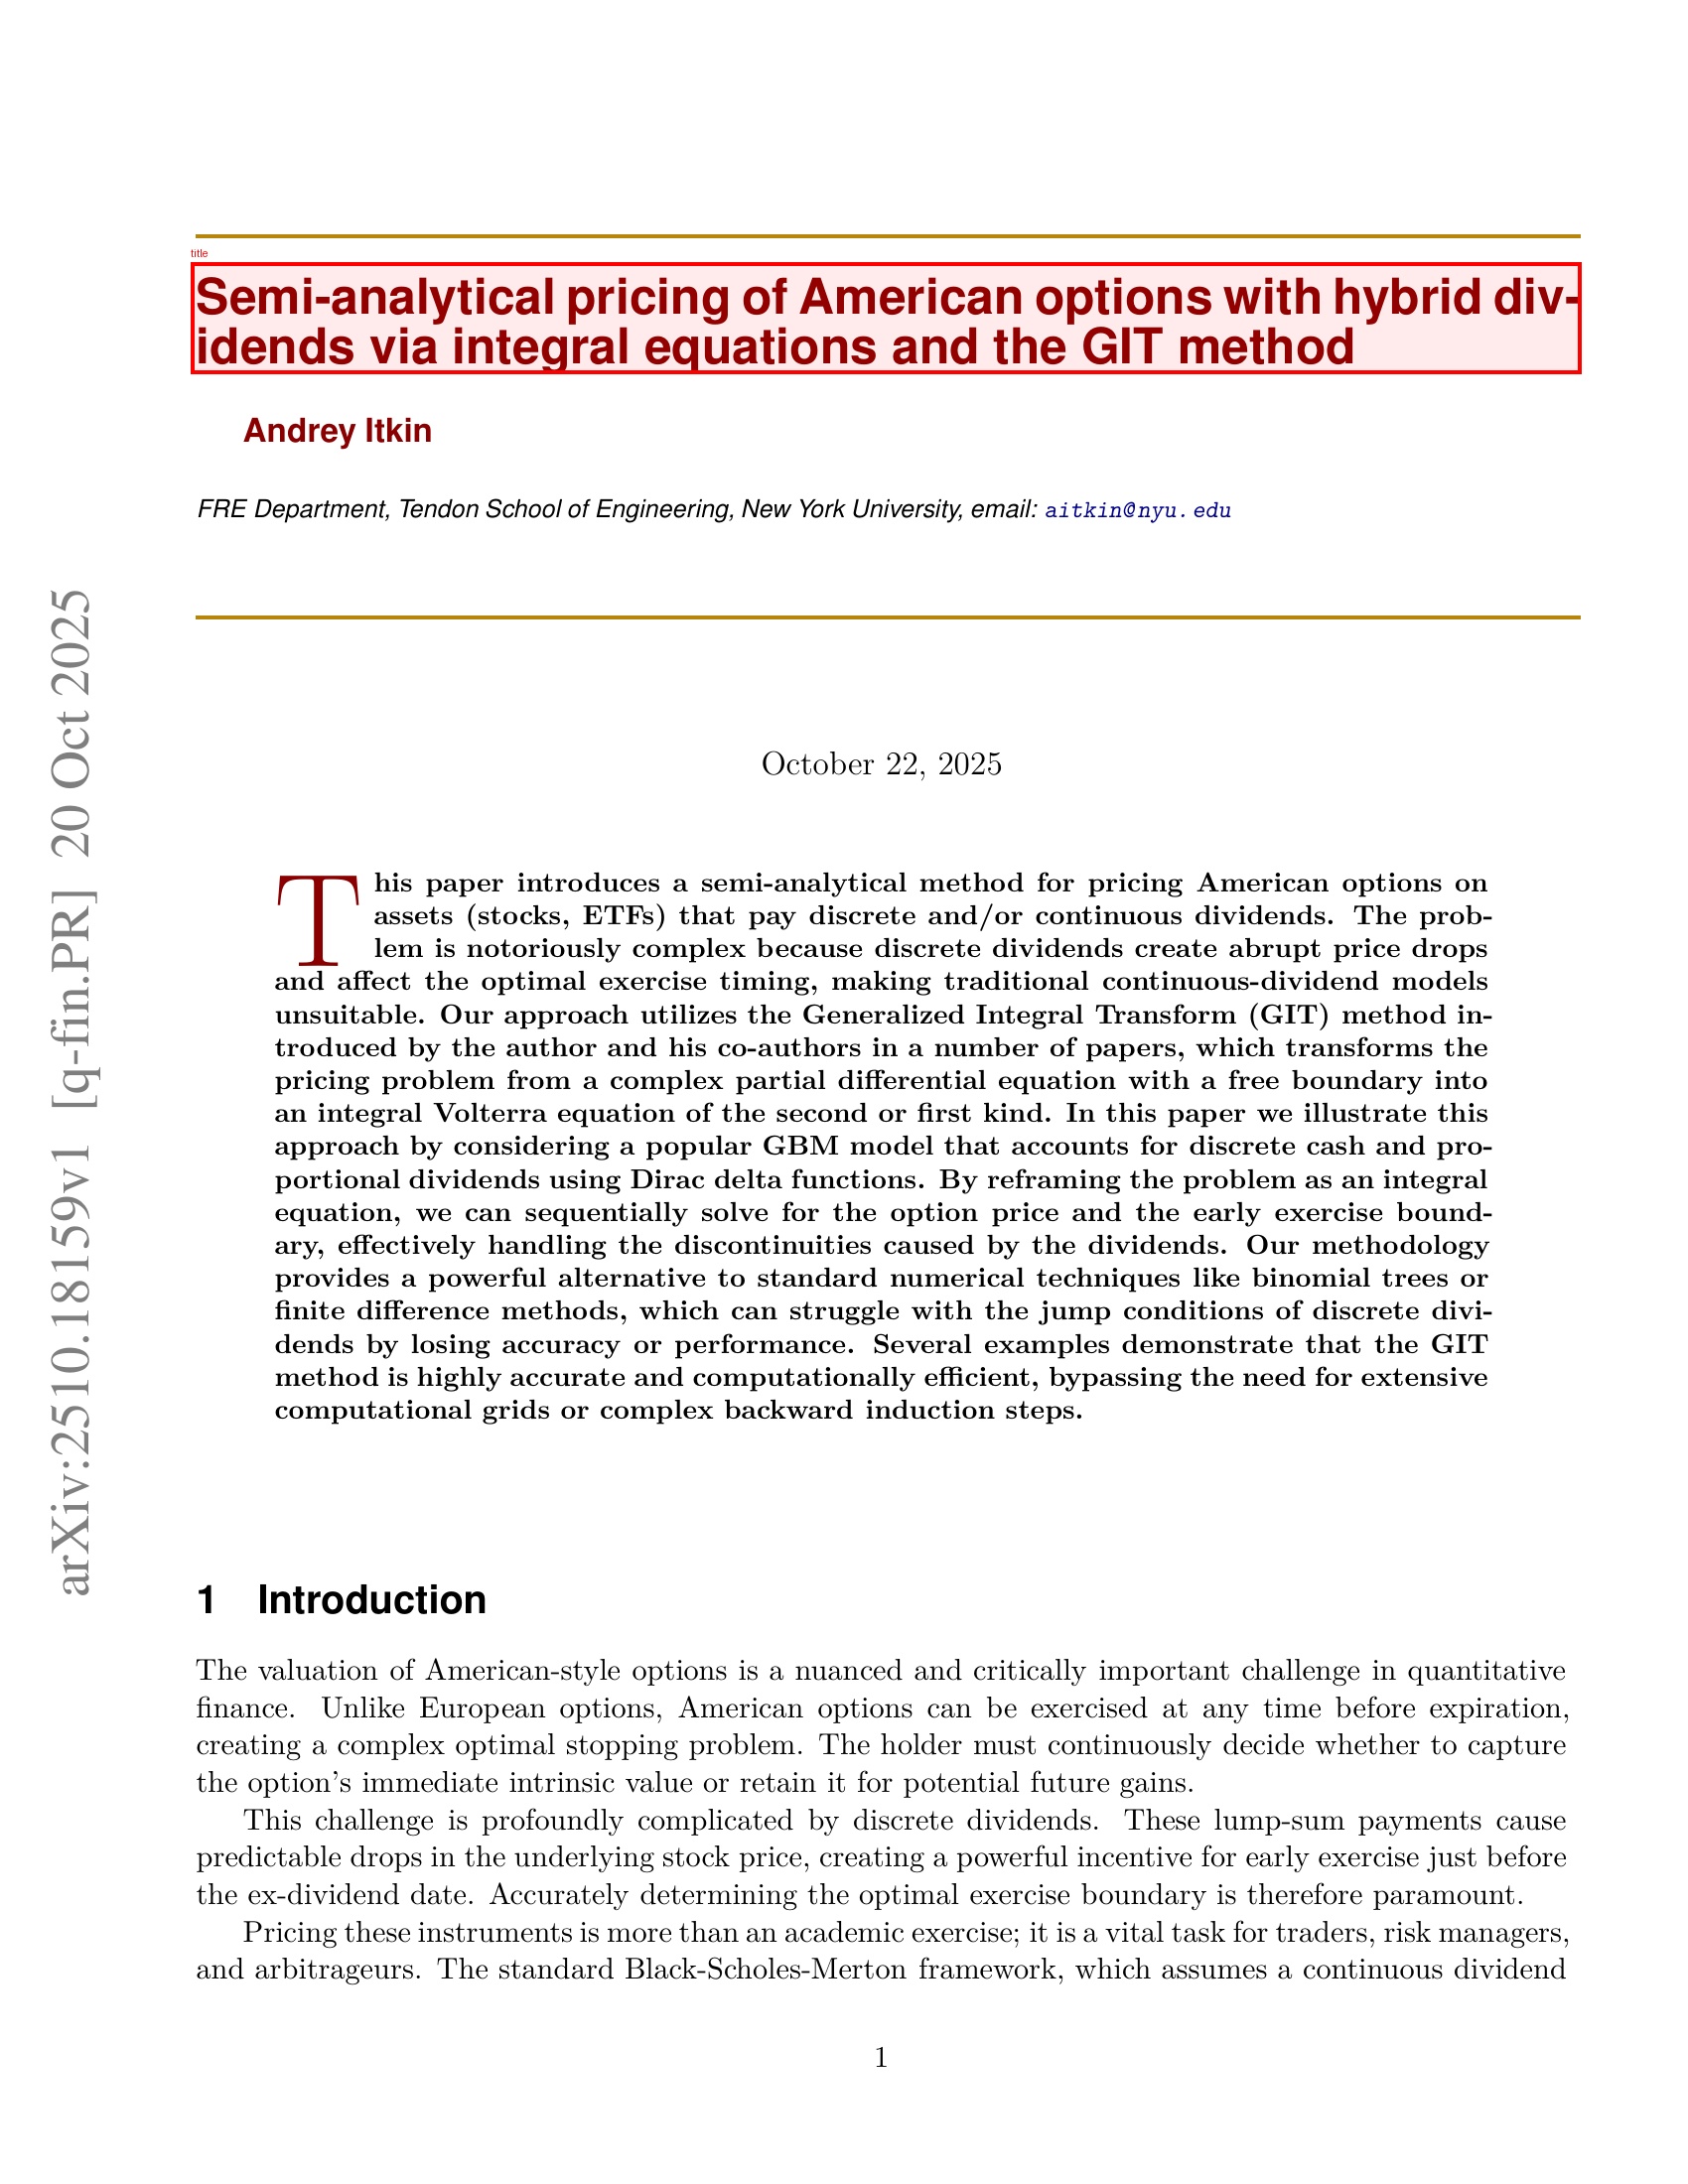 title
Semi-analytical pricing of American options with hybrid div-
idends via integral equations and the GIT method
Andrey Itkin
FRE Department, Tendon School of Engineering, New York University, email: aitkin@nyu.edu
arXiv:2510.18159v1 [q-fin.PR] 20 Oct 2025
October 22, 2025
This paper introduces a semi-analytical method for pricing American options on
assets (stocks, ETFs) that pay discrete and/or continuous dividends. The prob-
lem is notoriously complex because discrete dividends create abrupt price drops
and affect the optimal exercise timing, making traditional continuous-dividend models
unsuitable. Our approach utilizes the Generalized Integral Transform (GIT) method in-
troduced by the author and his co-authors in a number of papers, which transforms the
pricing problem from a complex partial differential equation with a free boundary into
an integral Volterra equation of the second or first kind. In this paper we illustrate this
approach by considering a popular GBM model that accounts for discrete cash and pro-
portional dividends using Dirac delta functions. By reframing the problem as an integral
equation, we can sequentially solve for the option price and the early exercise bound-
ary, effectively handling the discontinuities caused by the dividends. Our methodology
provides a powerful alternative to standard numerical techniques like binomial trees or
finite difference methods, which can struggle with the jump conditions of discrete divi-
dends by losing accuracy or performance. Several examples demonstrate that the GIT
method is highly accurate and computationally efficient, bypassing the need for extensive
computational grids or complex backward induction steps.
1 Introduction
The valuation of American-style options is a nuanced and critically important challenge in quantitative
finance. Unlike European options, American options can be exercised at any time before expiration,
creating a complex optimal stopping problem. The holder must continuously decide whether to capture
the option's immediate intrinsic value or retain it for potential future gains.
This challenge is profoundly complicated by discrete dividends. These lump-sum payments cause
predictable drops in the underlying stock price, creating a powerful incentive for early exercise just before
the ex-dividend date. Accurately determining the optimal exercise boundary is therefore paramount.
Pricing these instruments is more than an academic exercise; it is a vital task for traders, risk managers,
and arbitrageurs. The standard Black-Scholes-Merton framework, which assumes a continuous dividend
1